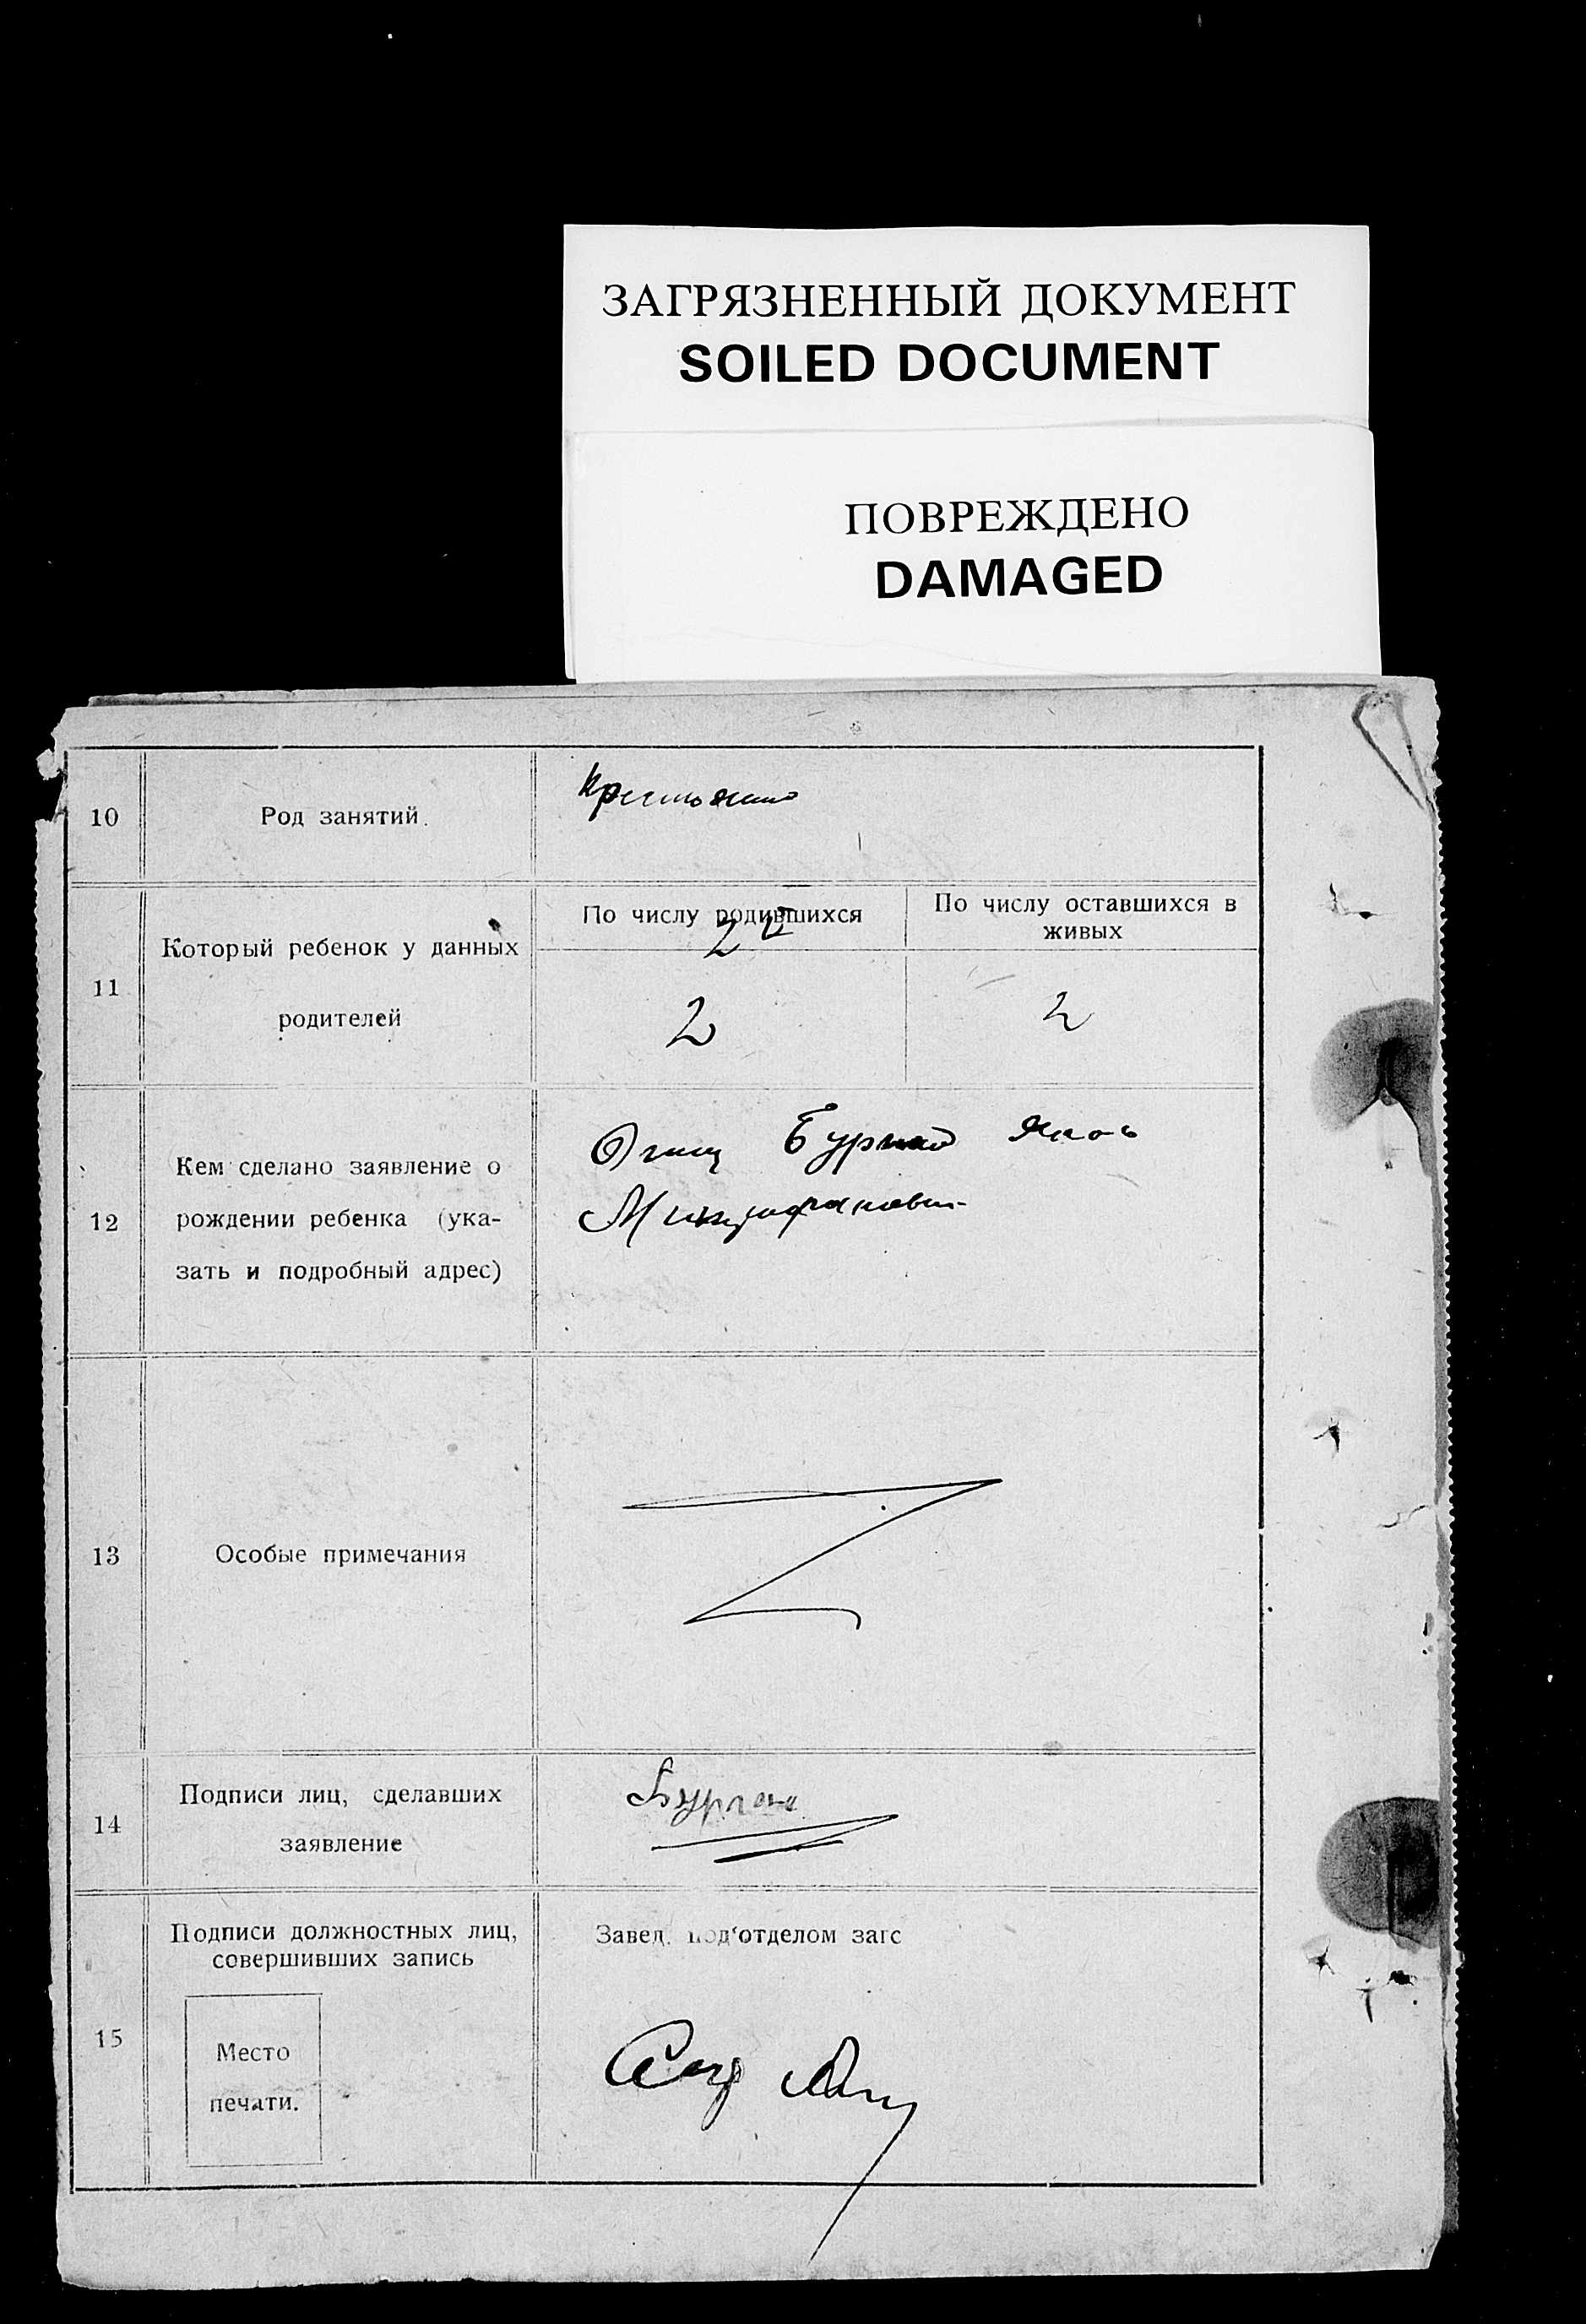 ЗАГРЯЗНЕННЫЙ ДОКУМЕНТ
SOILED DOCUMENT
ПОВРЕЖДЕНО
DAMAGED
10
Род занятий.
11
Который ребенок у данных
родителей
По числу родившихся
2
2
По числу оставшихся в
живых
2
12
Кем сделано заявление о
рождении ребенка (ука-
зать и подробный адрес)
Отец
13
Особые примечания
14
Подписи лиц, сделавших
заявление
15
Подписи должностных лиц,
совершивших запись
Место
печати.
Завед. под‘отделом загс